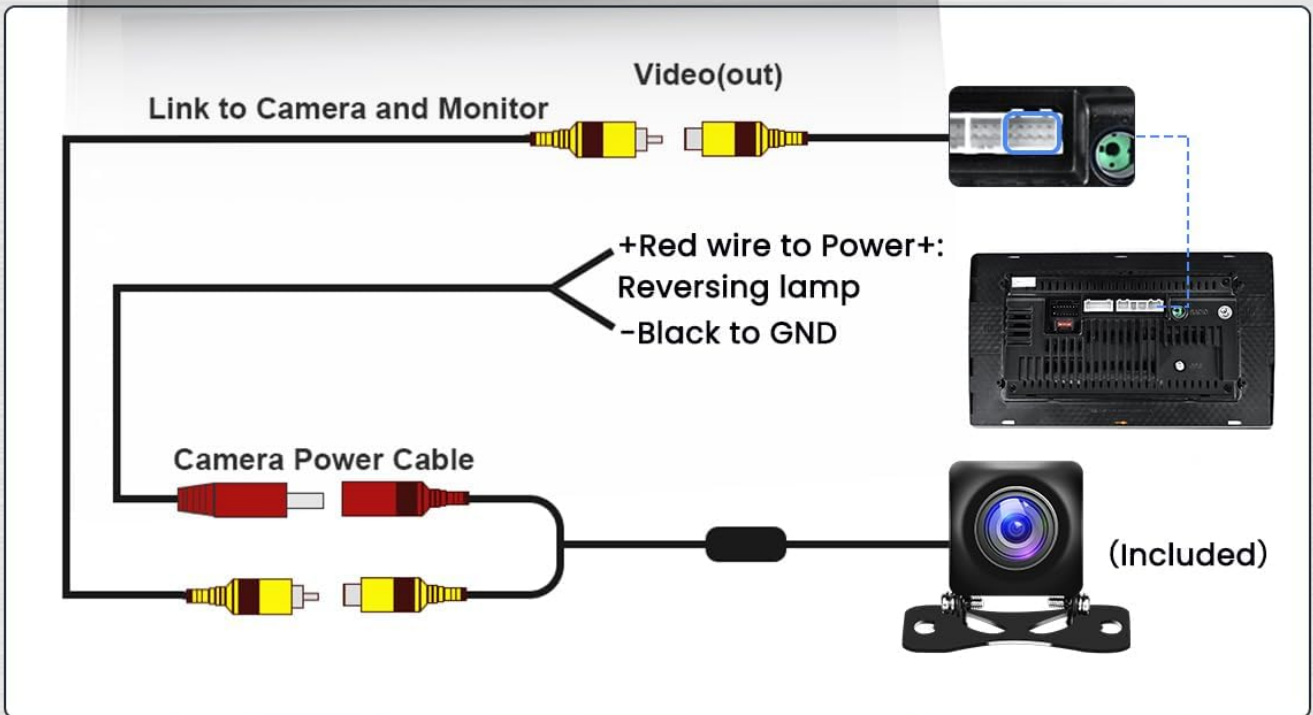 Video(out)
Link to Camera and Monitor
+Red wire to Power+:
Reversing lamp
-Black to GND
Camera Power Cable
(Included)